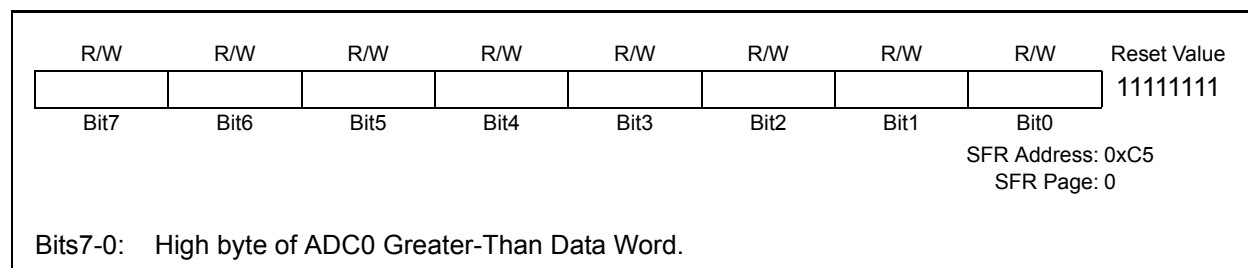 R/W R/W R/W R/W R/W R/W R/W R/W Reset Value
11111111
Bit7 Bit6 Bit5 Bit4 Bit3 Bit2 Bit1 Bit0
SFR Address: 0xC5
SFR Page: 0
Bits7-0: High byte of ADC0 Greater-Than Data Word.